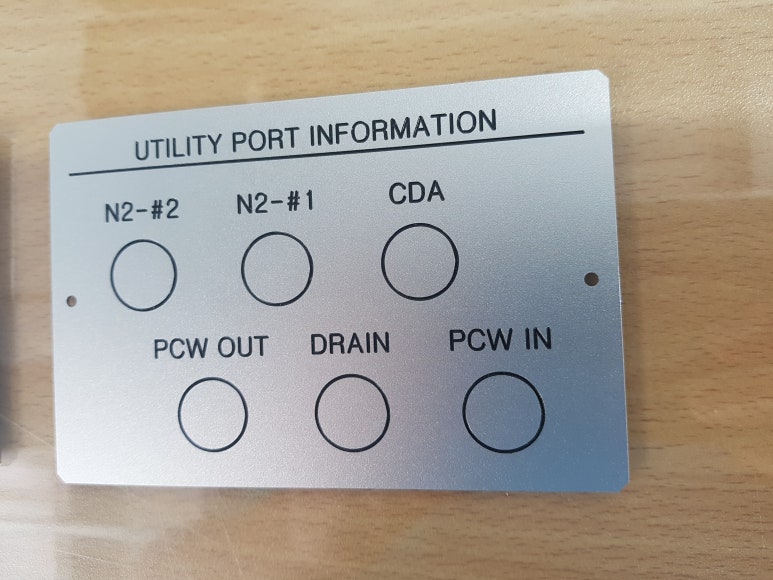 UTILITY PORT INFORMATION
N2-#2 N2-#1 CDA
PCW OUT DRAIN PCW IN